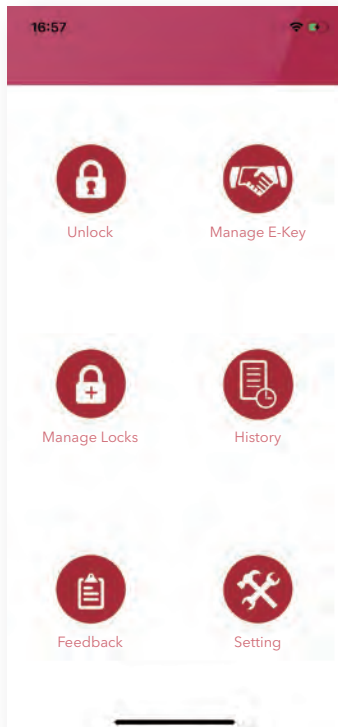 16:57
Unlock
Manage E-Key
Manage Locks
History
Feedback
Setting